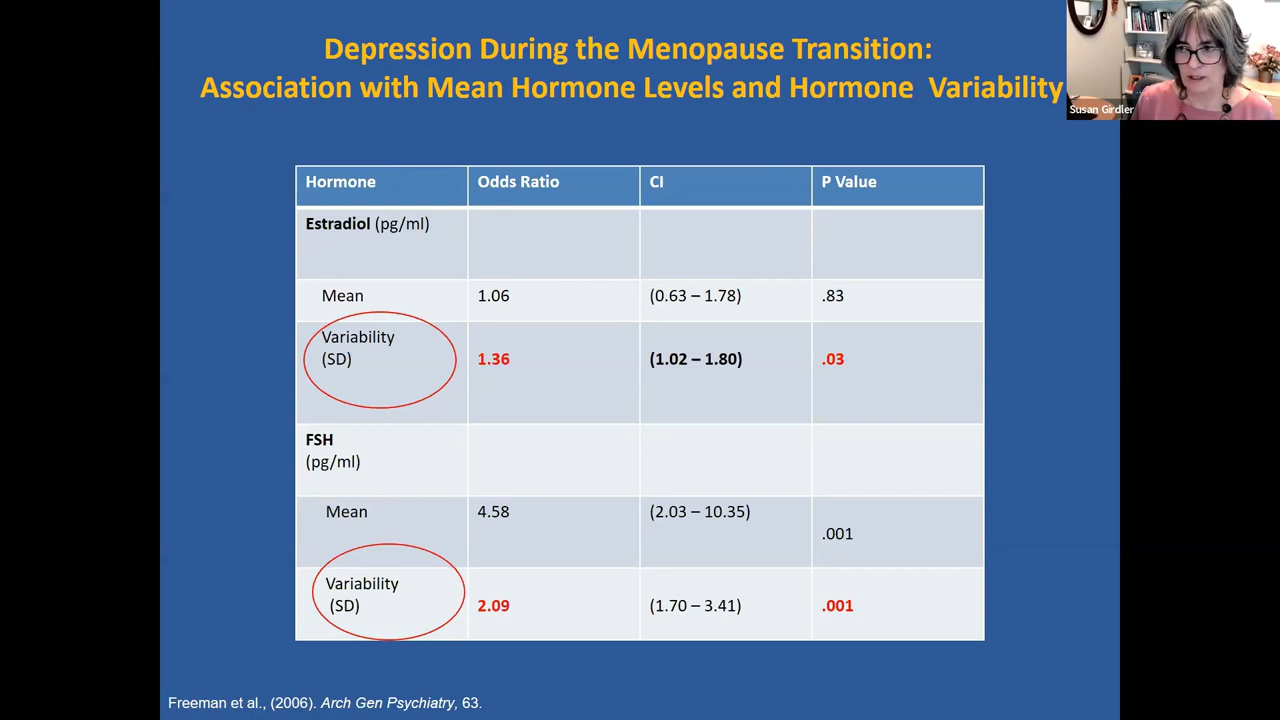 Depression During the Menopause Transition:
Association with Mean Hormone Levels and Hormone Variability
Susan Girdler
Hormone Odds Ratio CI P Value
Estradiol (pg/ml)
Mean 1.06 (0.63 – 1.78) .83
Variability
(SD) 1.36 (1.02 – 1.80) .03
FSH
(pg/ml)
Mean 4.58 (2.03 – 10.35)
.001
Variability
(SD) 2.09 (1.70 – 3.41) .001
Freeman et al., (2006). Arch Gen Psychiatry, 63.